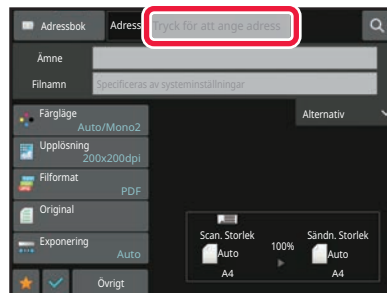 Adressbok Adress Tryck för att ange adress
Ämne
Filnamn Specificeras av systeminställningar
Färgläge Alternativ
Auto/Mono2
Upplösning
200x200dpi
Filformat
PDF
Original
Exponering
Auto
Scan. Storlek 100% Sändn. Storlek
Auto Auto
A4 A4
Övrigt